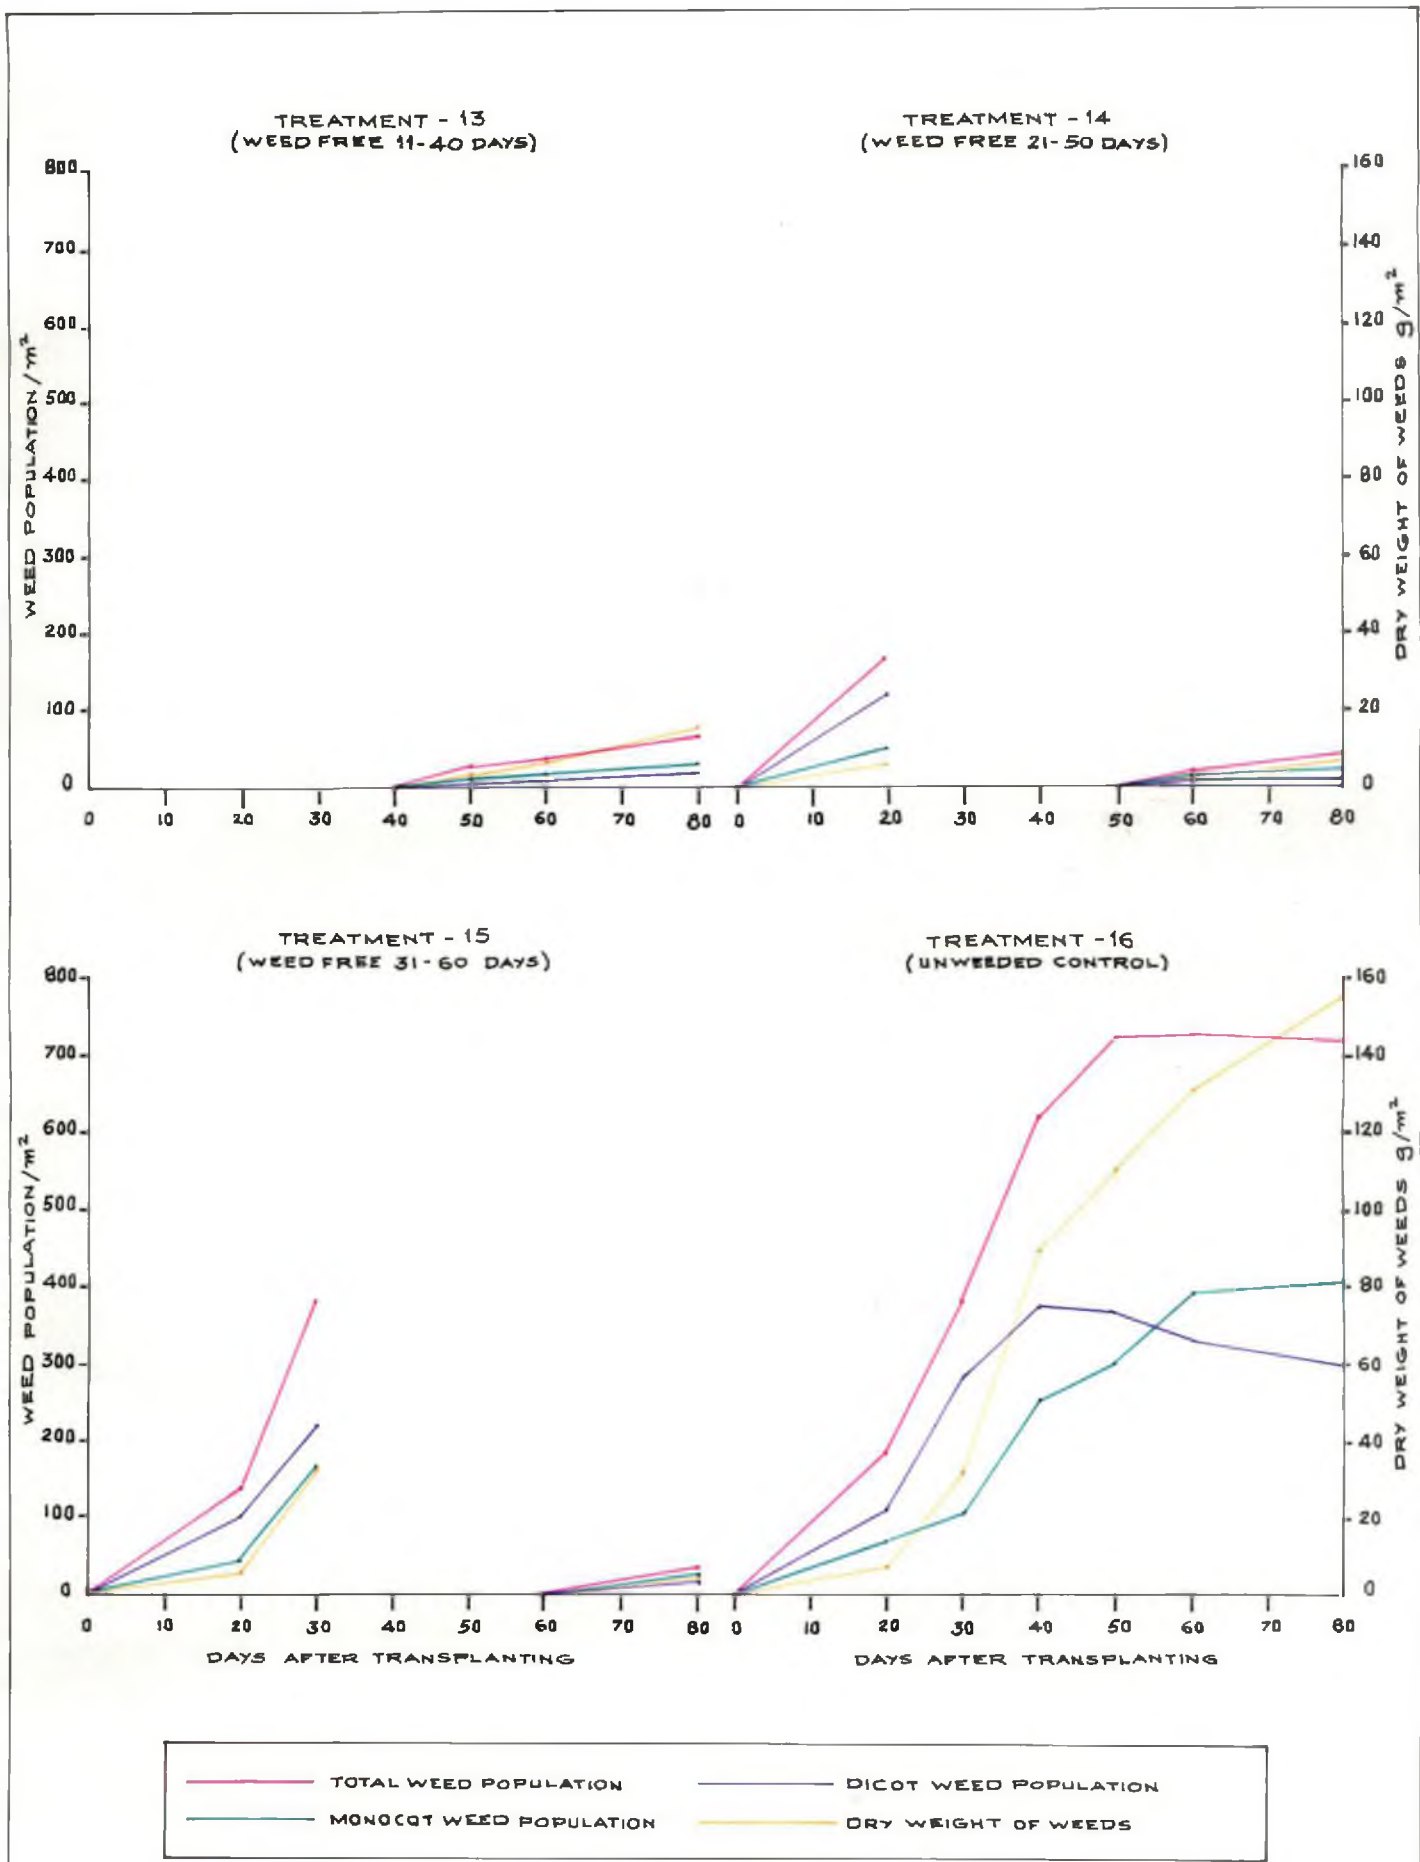 TREATMENT - 13
(WEED FREE 11-40 DAYS)
TREATMENT - 14
(WEED FREE 21-50 DAYS)
800
700
600
500
400
300
200
100
0
WEED POPULATION/m²
160
140
120
100
80
60
40
20
0
DRY WEIGHT OF WEEDS g/m²
0 10 20 30 40 50 60 80
0 10 20 30 40 50 60 70 80
TREATMENT - 15
(WEED FREE 31-60 DAYS)
TREATMENT -16
(UNWEEDED CONTROL)
800
700
600
500
400
300
200
100
0
WEED POPULATION/m²
160
140
120
100
80
60
40
20
0
DRY WEIGHT OF WEEDS g/m²
0 10 20 30 40 50 60 70 80
0 10 20 30 40 50 60 70 80
DAYS AFTER TRANSPLANTING
DAYS AFTER TRANSPLANTING
TOTAL WEED POPULATION
DICOT WEED POPULATION
MONOCOT WEED POPULATION
DRY WEIGHT OF WEEDS